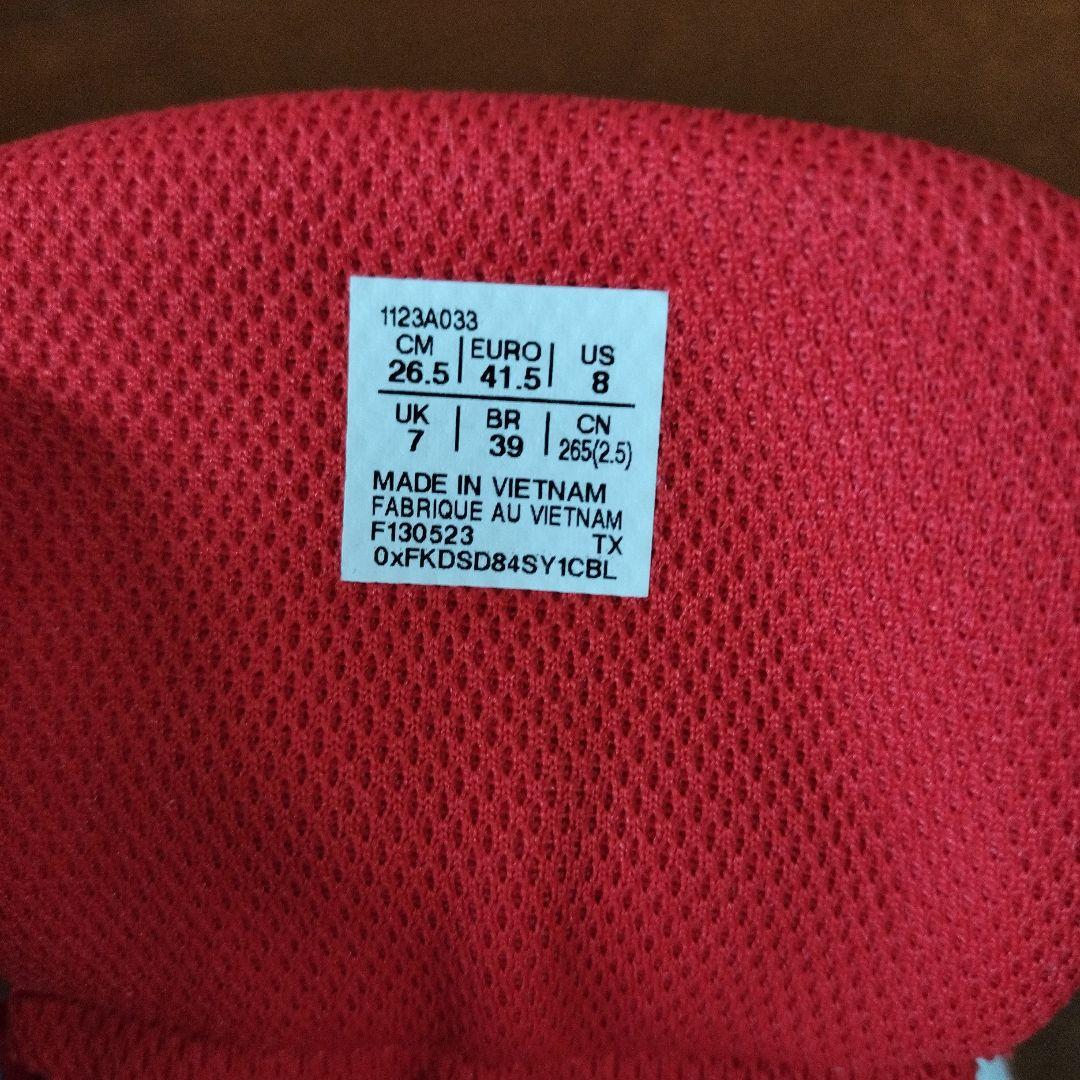 1123A033
CM | EURO | US
26.5 | 41.5 | 8
UK | BR | CN
7 | 39 | 265(2.5)
MADE IN VIETNAM
FABRIQUE AU VIETNAM
F130523 TX
0xFKDSD84SY1CBL